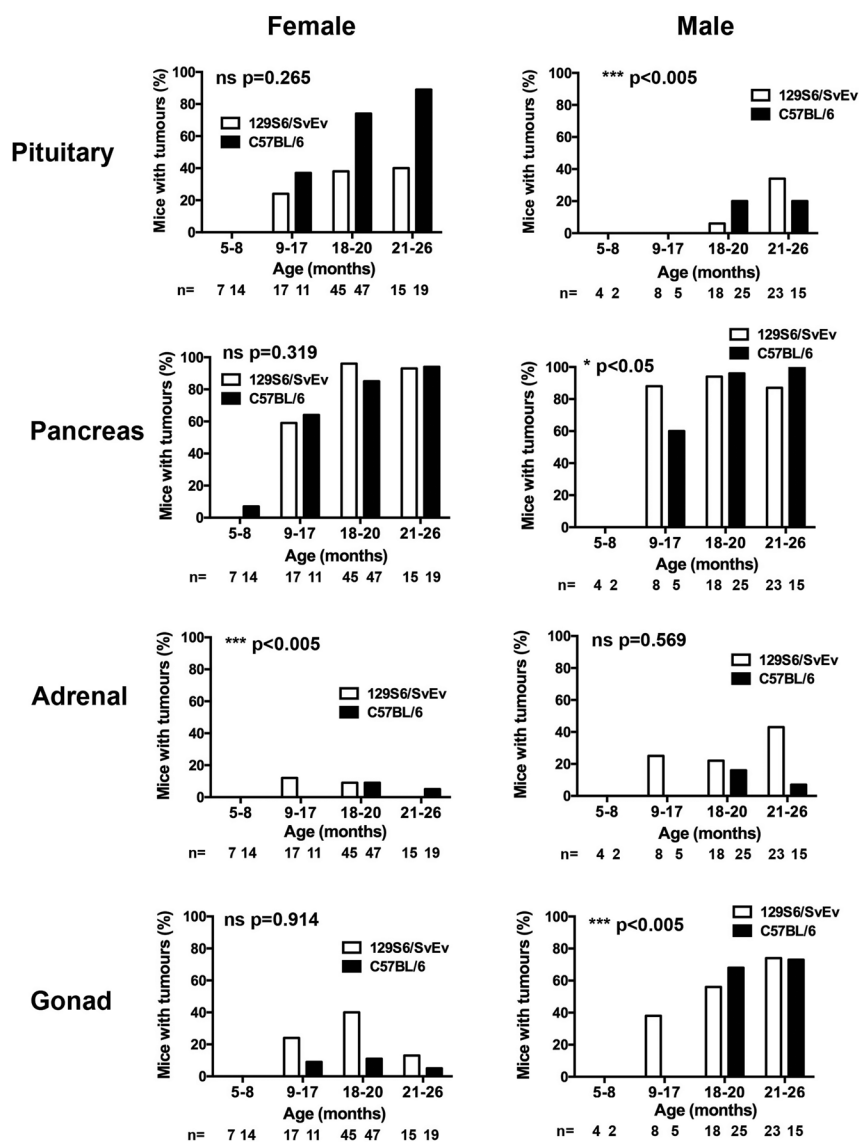 Female
Male
Pituitary
Mice with tumours (%)
100
80
60
40
20
0
ns p=0.265
129S6/SvEv
C57BL/6
5-8 9-17 18-20 21-26
Age (months)
n= 7 14 17 11 45 47 15 19
Mice with tumours (%)
100
80
60
40
20
0
*** p<0.005
129S6/SvEv
C57BL/6
5-8 9-17 18-20 21-26
Age (months)
n= 4 2 8 5 18 25 23 15
Pancreas
Mice with tumours (%)
100
80
60
40
20
0
ns p=0.319
129S6/SvEv
C57BL/6
5-8 9-17 18-20 21-26
Age (months)
n= 7 14 17 11 45 47 15 19
Mice with tumours (%)
100
80
60
40
20
0
* p<0.05
129S6/SvEv
C57BL/6
5-8 9-17 18-20 21-26
Age (months)
n= 4 2 8 5 18 25 23 15
Adrenal
Mice with tumours (%)
100
80
60
40
20
0
*** p<0.005
129S6/SvEv
C57BL/6
5-8 9-17 18-20 21-26
Age (months)
n= 7 14 17 11 45 47 15 19
Mice with tumours (%)
100
80
60
40
20
0
ns p=0.569
129S6/SvEv
C57BL/6
5-8 9-17 18-20 21-26
Age (months)
n= 4 2 8 5 18 25 23 15
Gonad
Mice with tumours (%)
100
80
60
40
20
0
ns p=0.914
129S6/SvEv
C57BL/6
5-8 9-17 18-20 21-26
Age (months)
n= 7 14 17 11 45 47 15 19
Mice with tumours (%)
100
80
60
40
20
0
*** p<0.005
129S6/SvEv
C57BL/6
5-8 9-17 18-20 21-26
Age (months)
n= 4 2 8 5 18 25 23 15